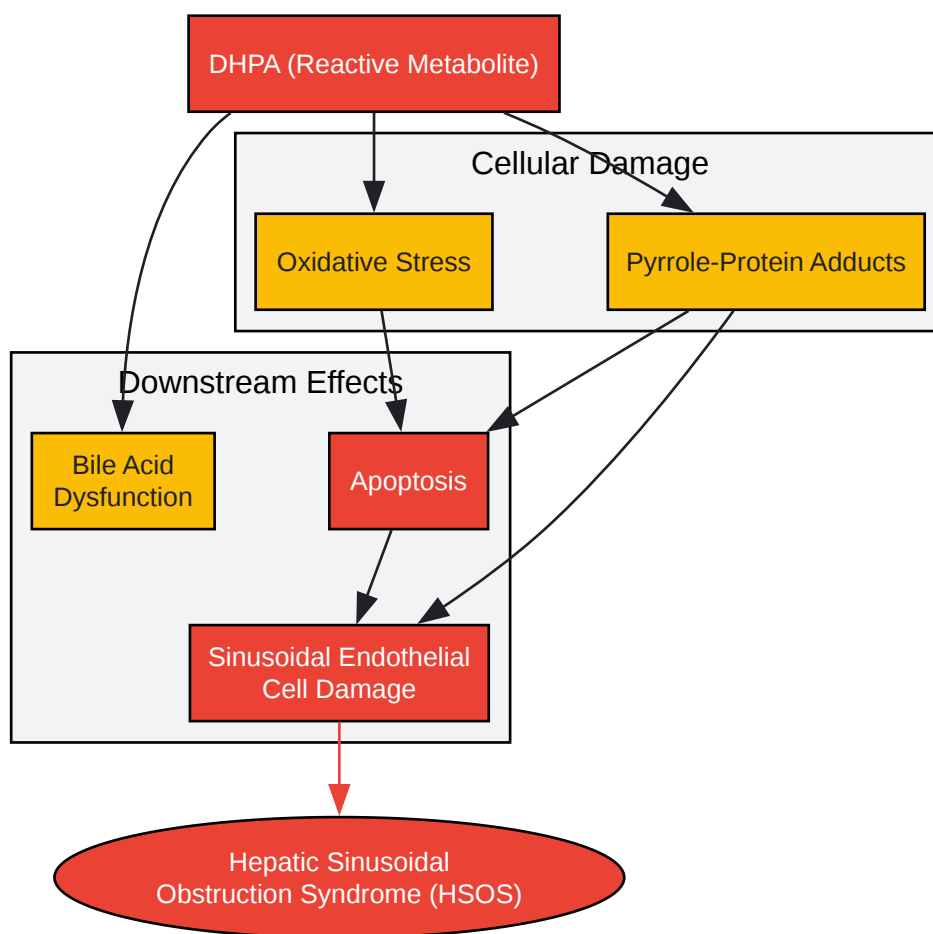 DHPA (Reactive Metabolite)
Cellular Damage
Oxidative Stress
Pyrrole-Protein Adducts
Downstream Effects
Bile Acid
Dysfunction
Apoptosis
Sinusoidal Endothelial
Cell Damage
Hepatic Sinusoidal
Obstruction Syndrome (HSOS)